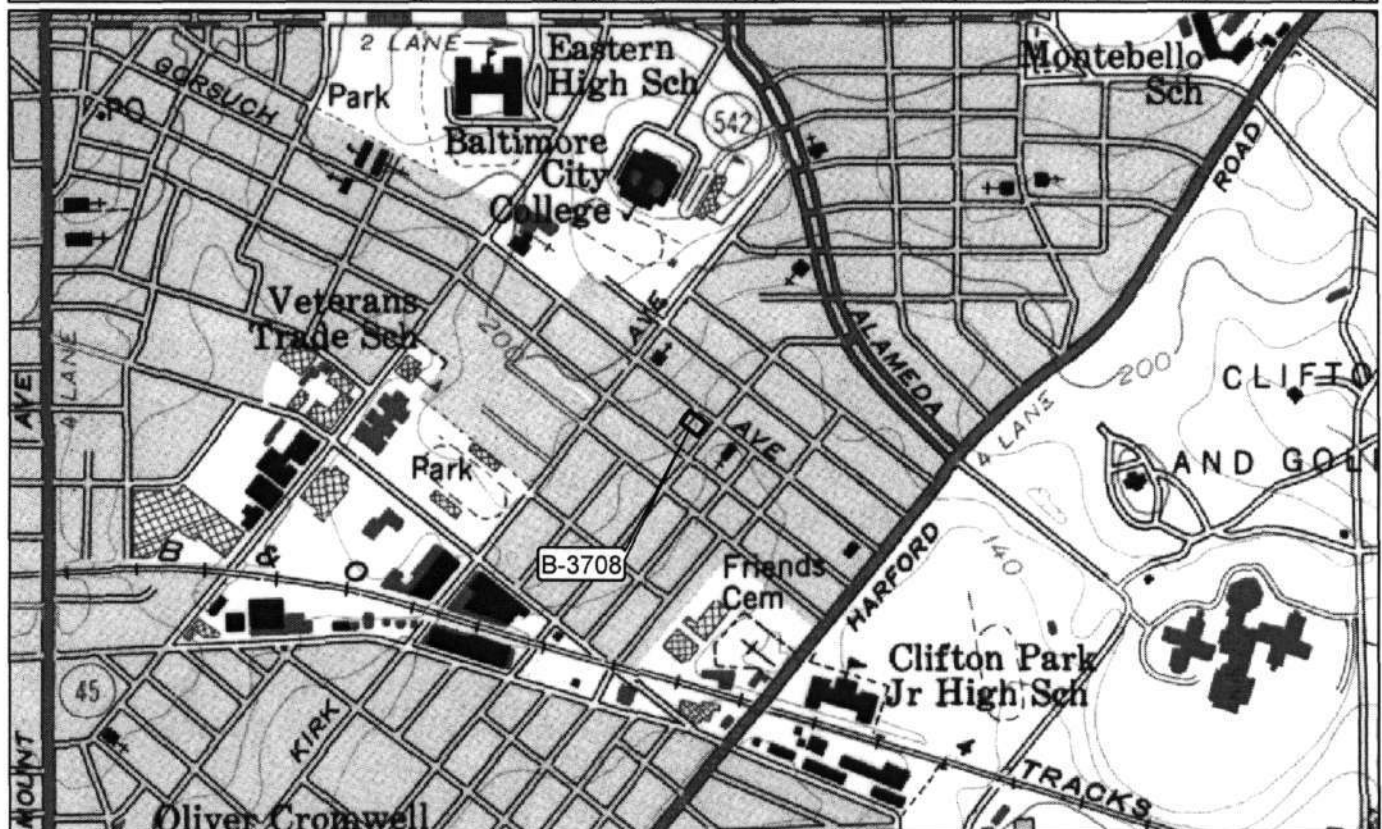 2 LANE
Eastern
High Sch
Montebello
Sch
GORSUCH
Park
PO
542
Baltimore
City
College
ROAD
Veterans
Trade Sch
AVE
200
ALAMEDA
4 LANE
AVE
200
CLIFTO
4 LANE
AVE
AND GOL
Park
B & O
B-3708
Friends
Cem
HARFORD
140
Clifton Park
Jr High Sch
45
KIRK
4 TRACKS
MOUNT
Oliver Cromwell